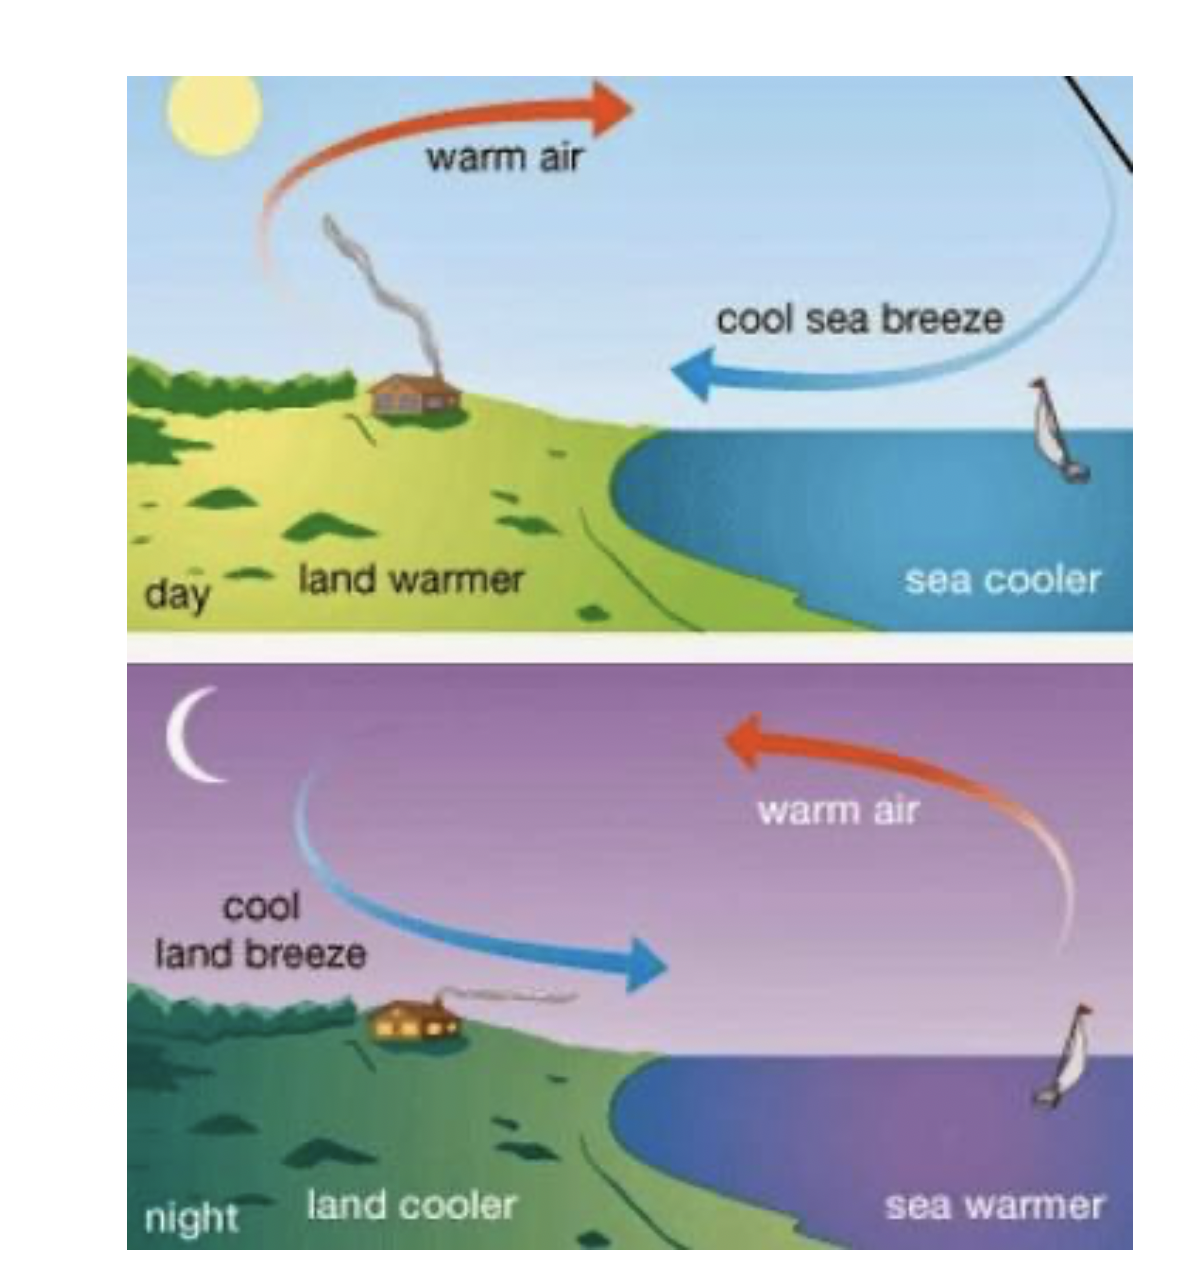 warm air
cool sea breeze
day
land warmer
sea cooler
warm air
cool
land breeze
night
land cooler
sea warmer